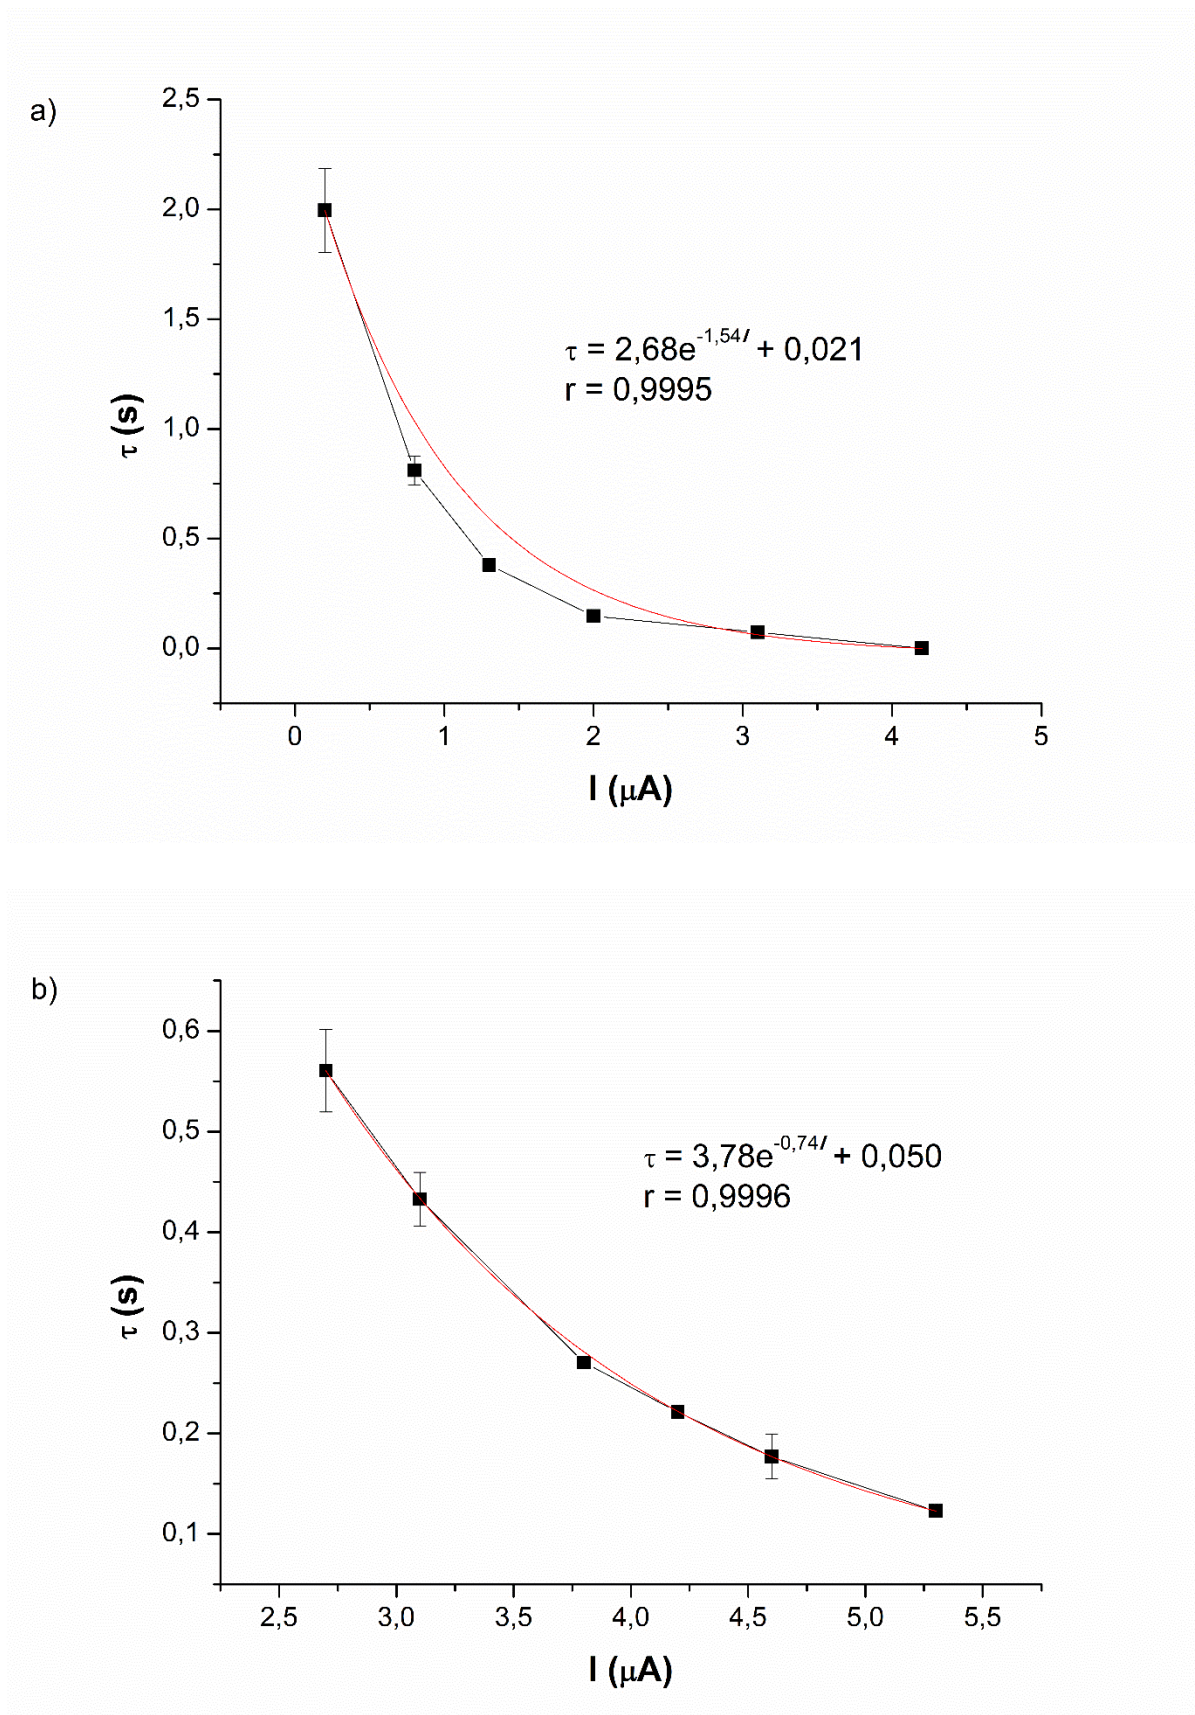 a)
2,5
2,0
1,5
1,0
0,5
0,0
τ (s)
τ = 2,68e-1,54I + 0,021
r = 0,9995
0 1 2 3 4 5
I (μA)
b)
0,6
0,5
0,4
0,3
0,2
0,1
τ (s)
τ = 3,78e-0,74I + 0,050
r = 0,9996
2,5 3,0 3,5 4,0 4,5 5,0 5,5
I (μA)